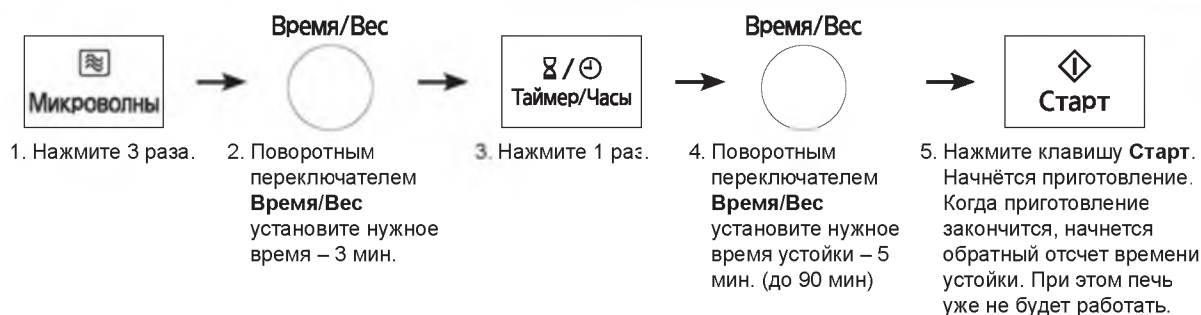 Время/Вес
Время/Вес
Микроволны
Таймер/Часы
Старт
1. Нажмите 3 раза.
2. Поворотным
переключателем
Время/Вес
установите нужное
время – 3 мин.
3. Нажмите 1 раз.
4. Поворотным
переключателем
Время/Вес
установите нужное
время устойки – 5
мин. (до 90 мин)
5. Нажмите клавишу Старт.
Начнётся приготовление.
Когда приготовление
закончится, начнется
обратный отсчет времени
устойки. При этом печь
уже не будет работать.